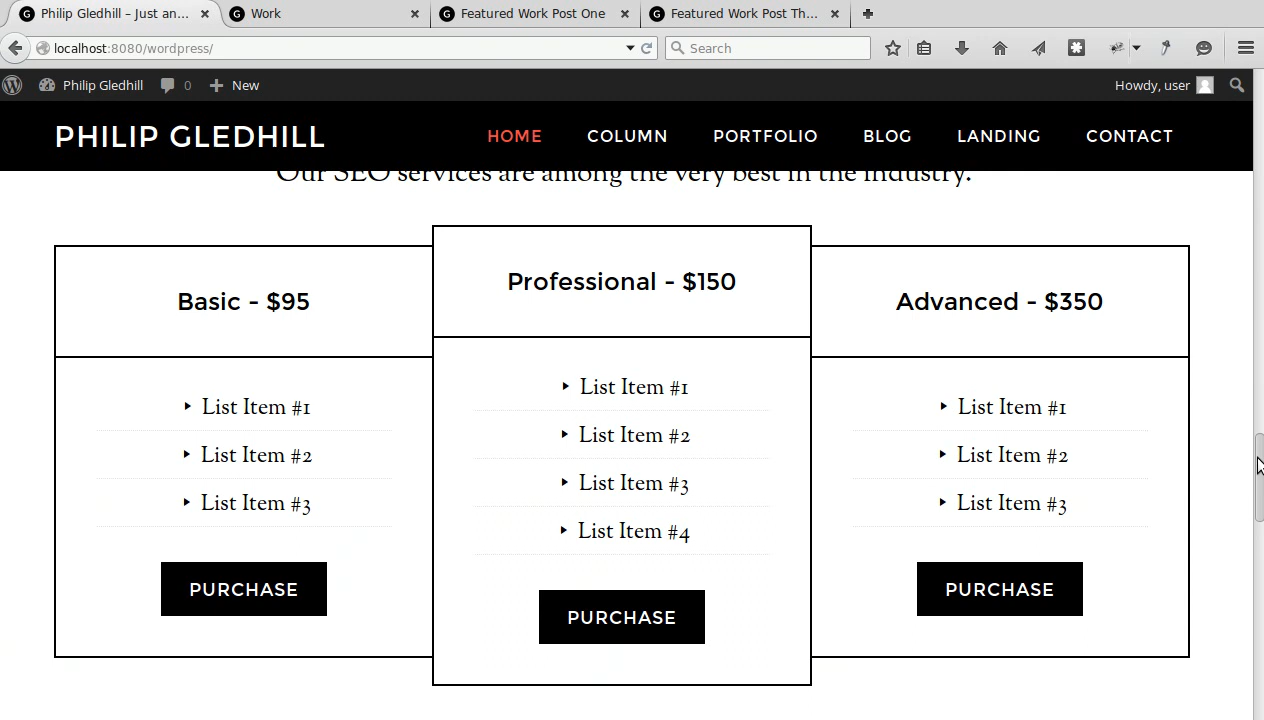 Philip Gledhill – Just an...
Work
Featured Work Post One
Featured Work Post Th...
localhost:8080/wordpress/
Search
Philip Gledhill
0
New
Howdy, user
PHILIP GLEDHILL
HOME
COLUMN
PORTFOLIO
BLOG
LANDING
CONTACT
Our SEO services are among the very best in the industry.
Basic - $95
List Item #1
List Item #2
List Item #3
PURCHASE
Professional - $150
List Item #1
List Item #2
List Item #3
List Item #4
PURCHASE
Advanced - $350
List Item #1
List Item #2
List Item #3
PURCHASE